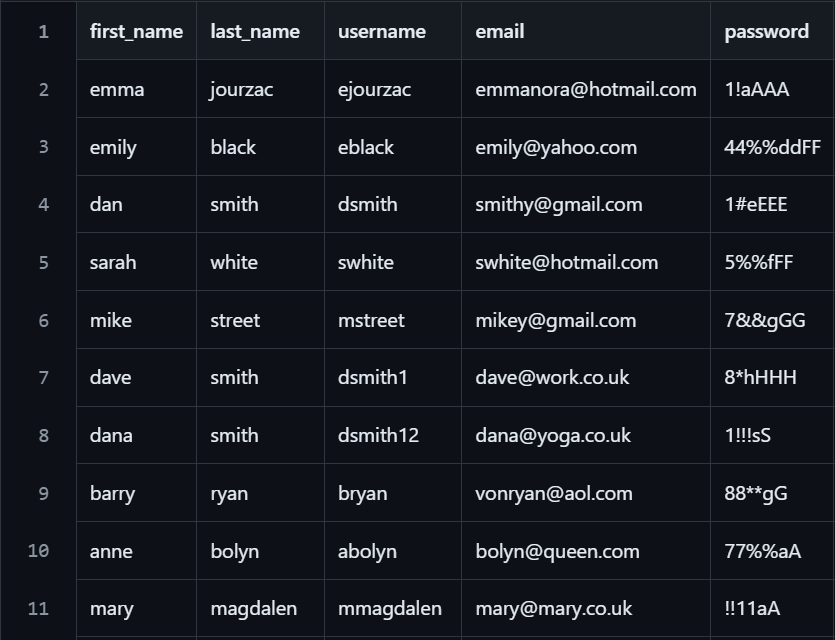 1 first_name last_name username email password
2 emma jourzac ejourzac emmanora@hotmail.com 1!aAAA
3 emily black eblack emily@yahoo.com 44%%ddFF
4 dan smith dsmith smithy@gmail.com 1#eEEE
5 sarah white swhite swhite@hotmail.com 5%%fFF
6 mike street mstreet mikey@gmail.com 7&&gGG
7 dave smith dsmith1 dave@work.co.uk 8*hHHH
8 dana smith dsmith12 dana@yoga.co.uk 1!!!sS
9 barry ryan bryan vonryan@aol.com 88**gG
10 anne bolyn abolyn bolyn@queen.com 77%%aA
11 mary magdalen mmagdalen mary@mary.co.uk !!11aA